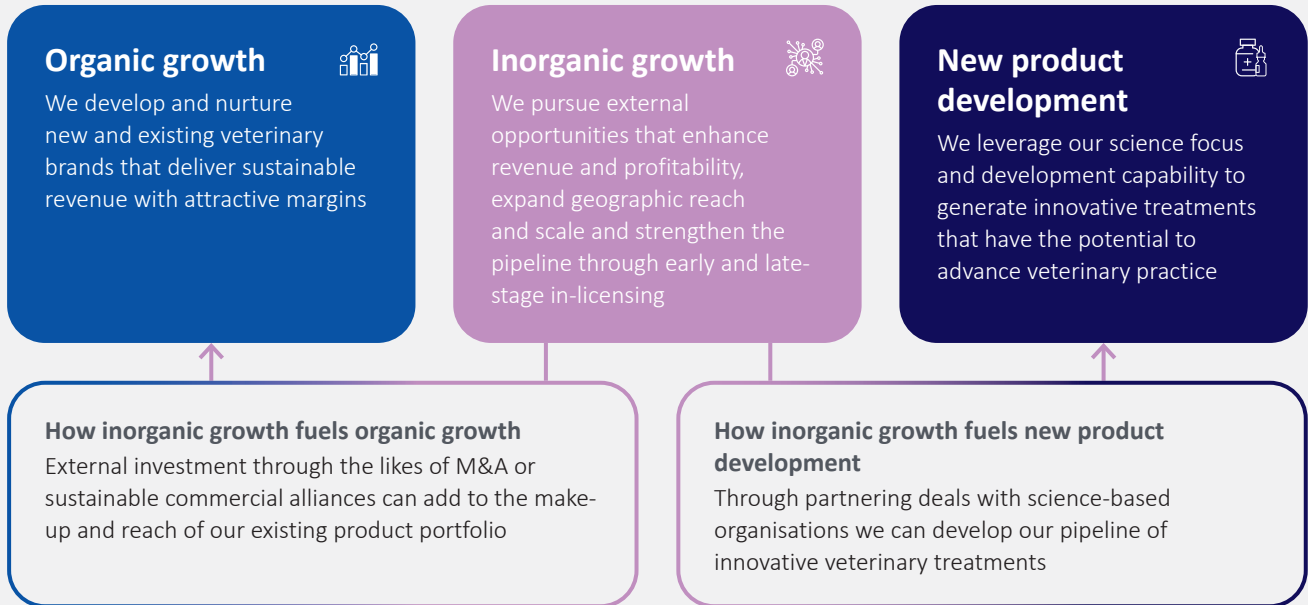 Organic growth
We develop and nurture
new and existing veterinary
brands that deliver sustainable
revenue with attractive margins
Inorganic growth
We pursue external
opportunities that enhance
revenue and profitability,
expand geographic reach
and scale and strengthen the
pipeline through early and late-
stage in-licensing
New product
development
We leverage our science focus
and development capability to
generate innovative treatments
that have the potential to
advance veterinary practice
How inorganic growth fuels organic growth
External investment through the likes of M&A or
sustainable commercial alliances can add to the make-
up and reach of our existing product portfolio
How inorganic growth fuels new product
development
Through partnering deals with science-based
organisations we can develop our pipeline of
innovative veterinary treatments